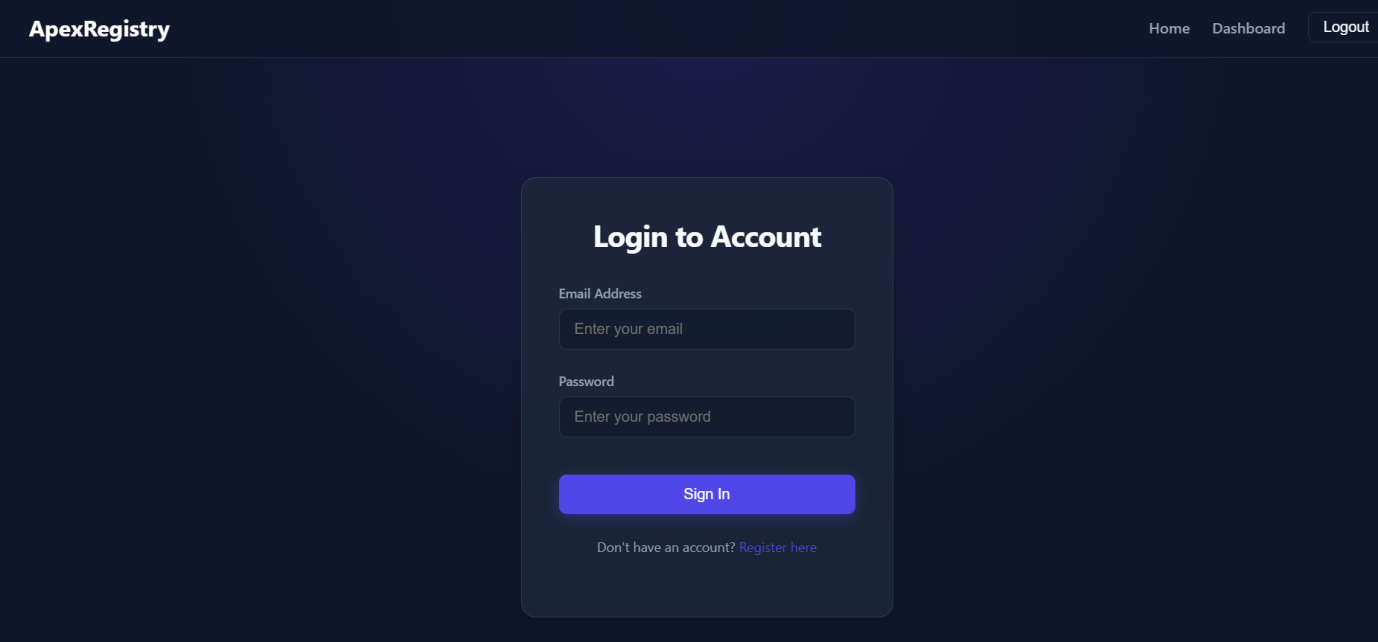 ApexRegistry
Home Dashboard Logout
Login to Account
Email Address
Enter your email
Password
Enter your password
Sign In
Don't have an account? Register here